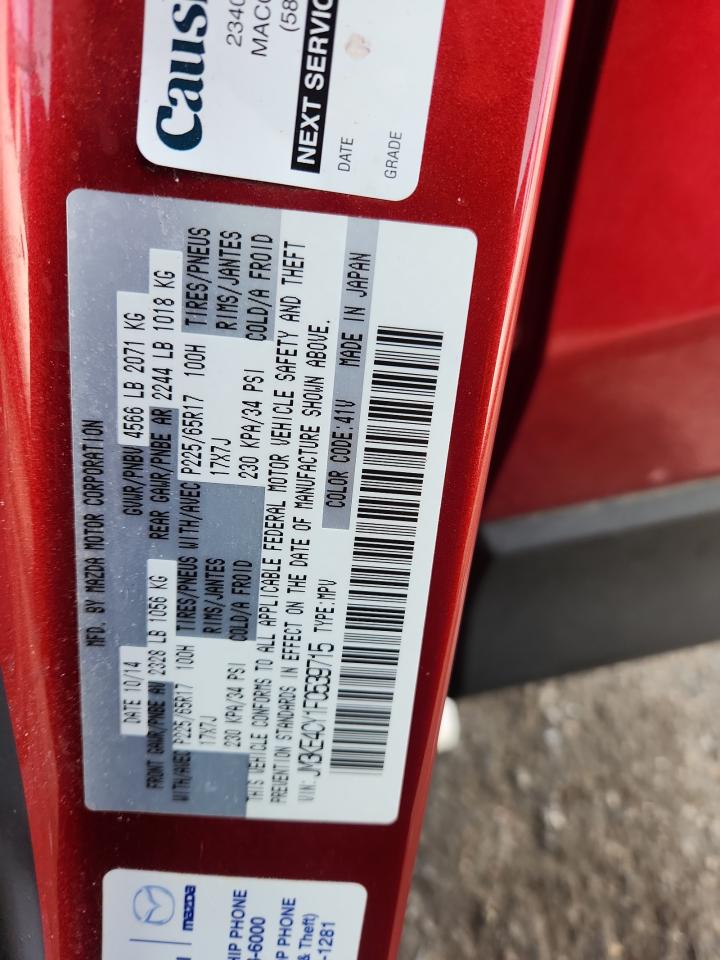 Caus
2340
MACO
(58
NEXT SERVIC
DATE
GRADE
MFD. BY MAZDA MOTOR CORPORATION
DATE 10/14 GVWR/PNBV 4566 LB 2071 KG
FRONT GAWR/PNBE AV 2328 LB 1056 KG REAR GAWR/PNBE AR 2244 LB 1018 KG
WITH/AVEC P225/65R17 100H TIRES/PNEUS WITH/AVEC P225/65R17 100H TIRES/PNEUS
17X7J RIMS/JANTES 17X7J RIMS/JANTES
230 KPA/34 PSI COLD/A FROID 230 KPA/34 PSI COLD/A FROID
THIS VEHICLE CONFORMS TO ALL APPLICABLE FEDERAL MOTOR VEHICLE SAFETY AND THEFT
PREVENTION STANDARDS IN EFFECT ON THE DATE OF MANUFACTURE SHOWN ABOVE.
VIN: JM3KE4CY1F0539715 TYPE:MPV COLOR CODE:41V MADE IN JAPAN
mazda
HIP PHONE
-6000
PHONE
& Theft)
-1281